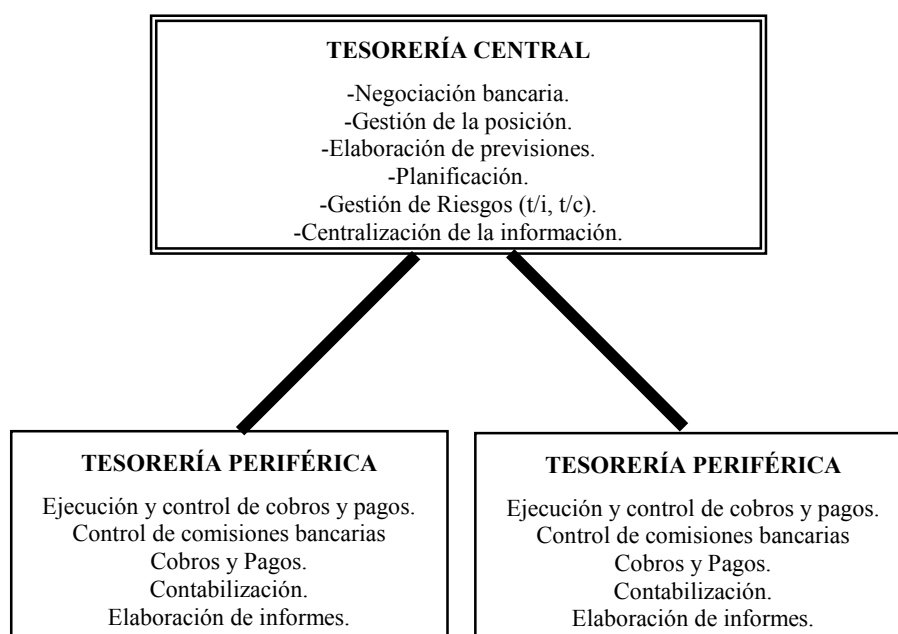 TESORERÍA CENTRAL
-Negociación bancaria.
-Gestión de la posición.
-Elaboración de previsiones.
-Planificación.
-Gestión de Riesgos (t/i, t/c).
-Centralización de la información.
TESORERÍA PERIFÉRICA
Ejecución y control de cobros y pagos.
Control de comisiones bancarias
Cobros y Pagos.
Contabilización.
Elaboración de informes.
TESORERÍA PERIFÉRICA
Ejecución y control de cobros y pagos.
Control de comisiones bancarias
Cobros y Pagos.
Contabilización.
Elaboración de informes.